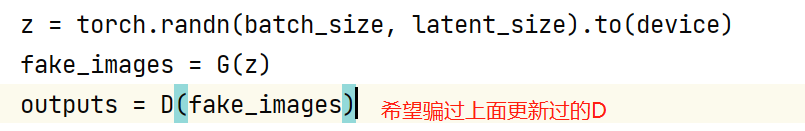 z = torch.randn(batch_size, latent_size).to(device)
fake_images = G(z)
outputs = D(fake_images) 希望骗过上面更新过的D